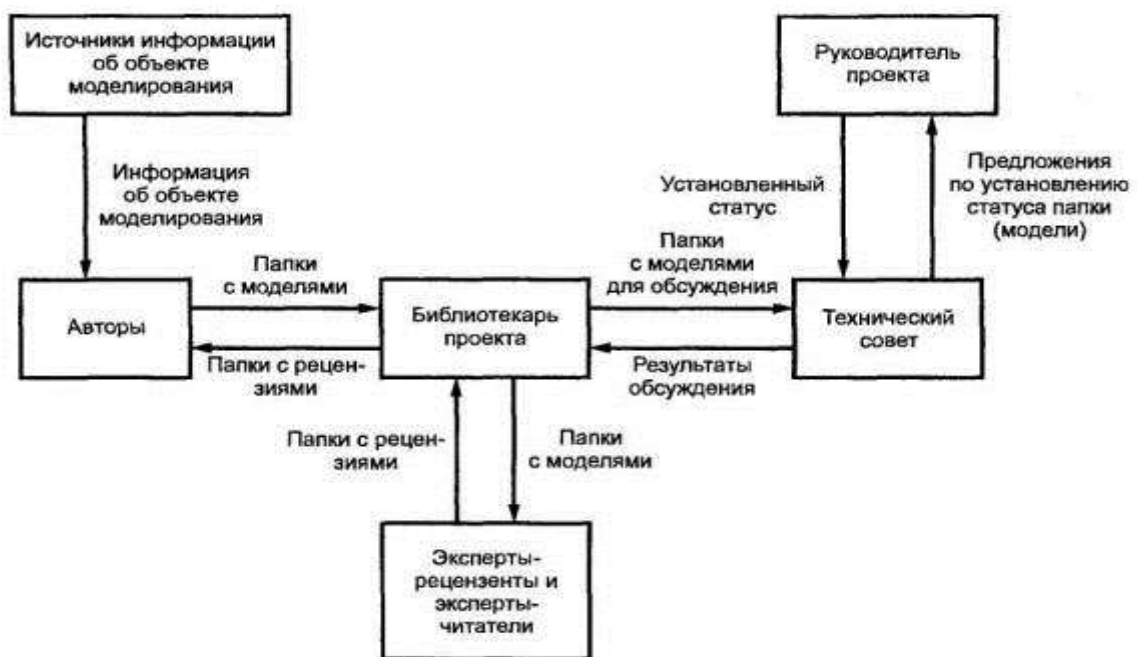 Источники информации
об объекте
моделирования
Руководитель
проекта
Информация
об объекте
моделирования
Установленный
статус
Предложения
по установлению
статуса папки
(модели)
Папки
с моделями
Папки
с моделями
для обсуждения
Авторы
Библиотекарь
проекта
Технический
совет
Папки с рецен-
зиями
Результаты
обсуждения
Папки с рецен-
зиями
Папки
с моделями
Эксперты-
рецензенты и
эксперты-
читатели